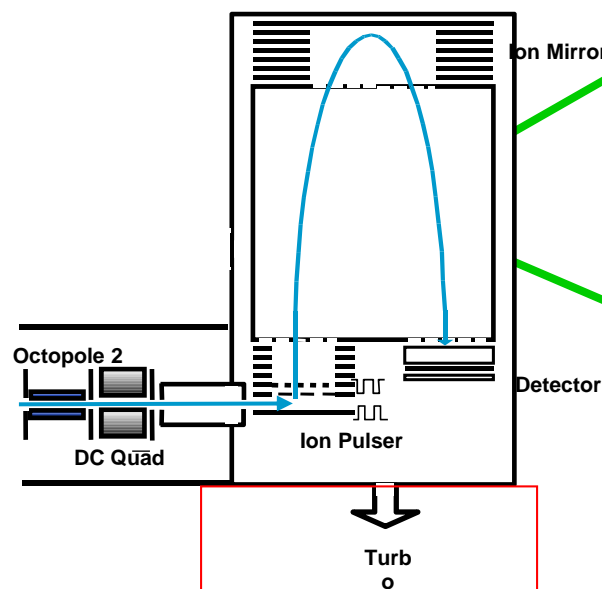 Ion Mirror
Octopole 2
Detector
Ion Pulser
DC Quad
Turb
o